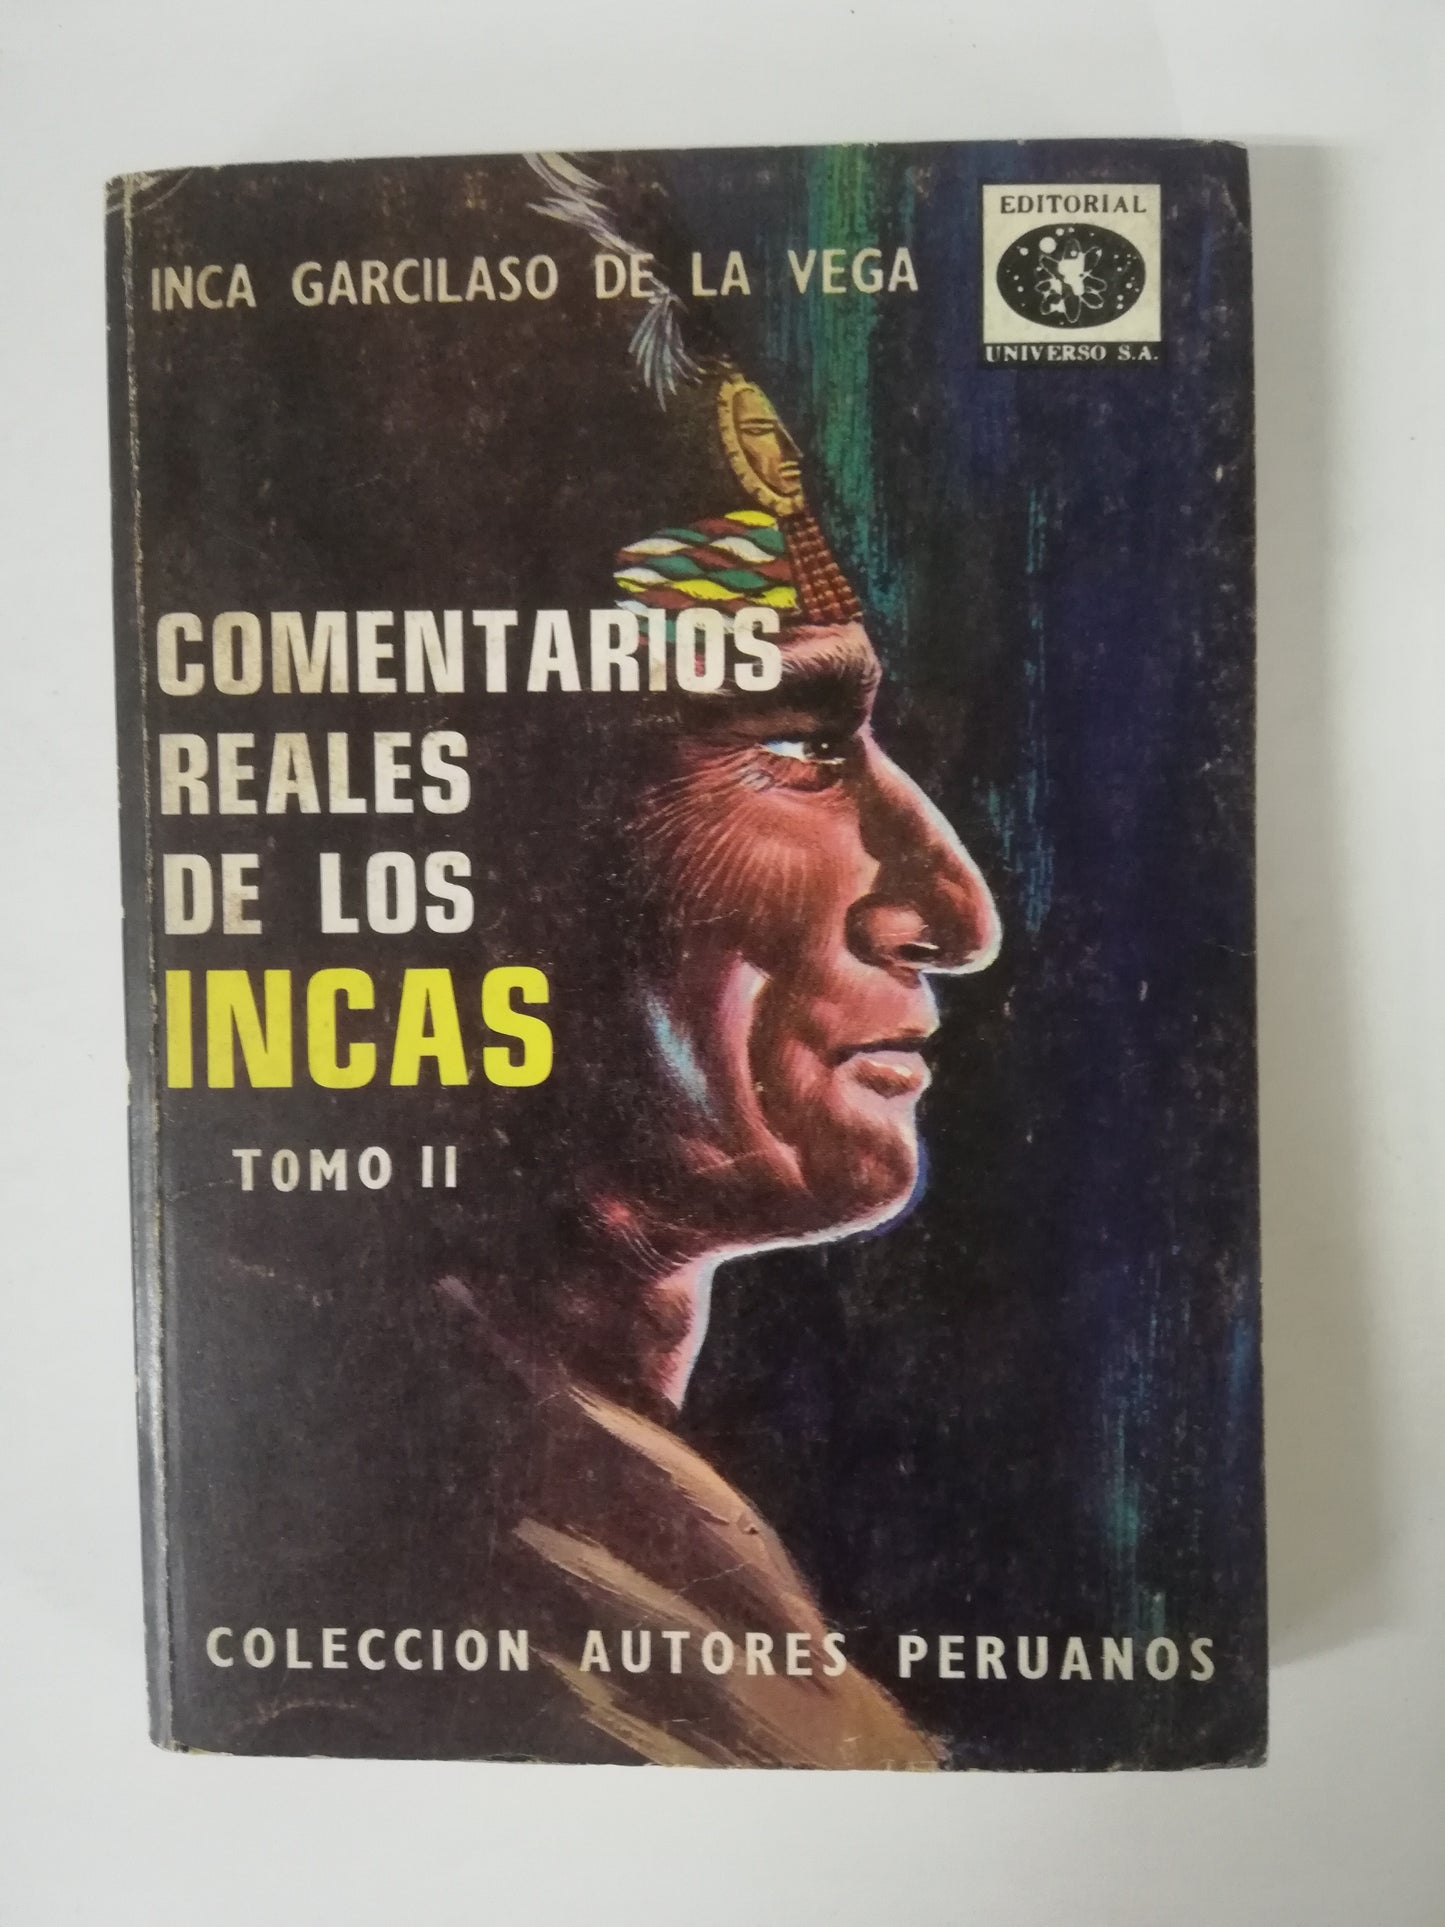 INCA GARCILASO DE LA VEGA
EDITORIAL
UNIVERSO S.A.
COMENTARIOS
REALES
DE LOS
INCAS
TOMO II
COLECCION AUTORES PERUANOS